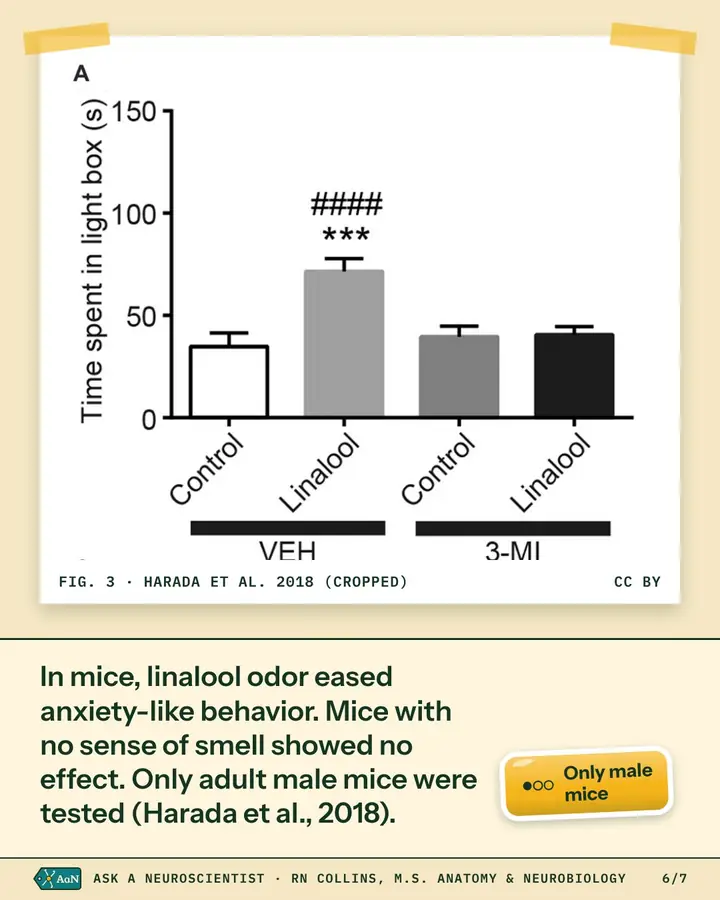 A
Time spent in light box (s)
150
100
50
0
####
***
Control
Linalool
Control
Linalool
VEH
3-MI
FIG. 3 · HARADA ET AL. 2018 (CROPPED)
CC BY
In mice, linalool odor eased
anxiety-like behavior. Mice with
no sense of smell showed no
effect. Only adult male mice were
tested (Harada et al., 2018).
Only male
mice
AaN
ASK A NEUROSCIENTIST · RN COLLINS, M.S. ANATOMY & NEUROBIOLOGY
6/7